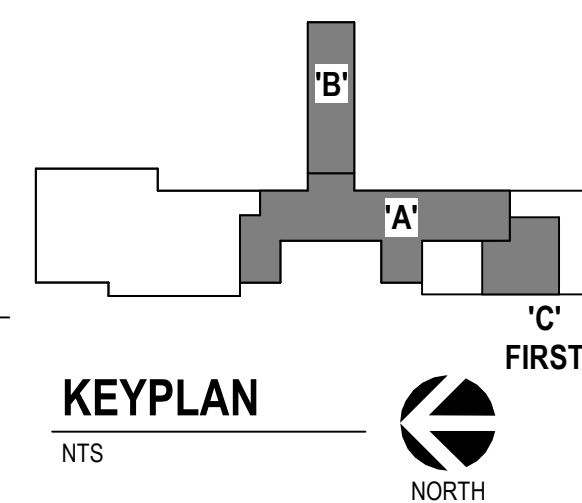 'B'
'A'
'C'
FIRST
KEYPLAN
NTS
NORTH